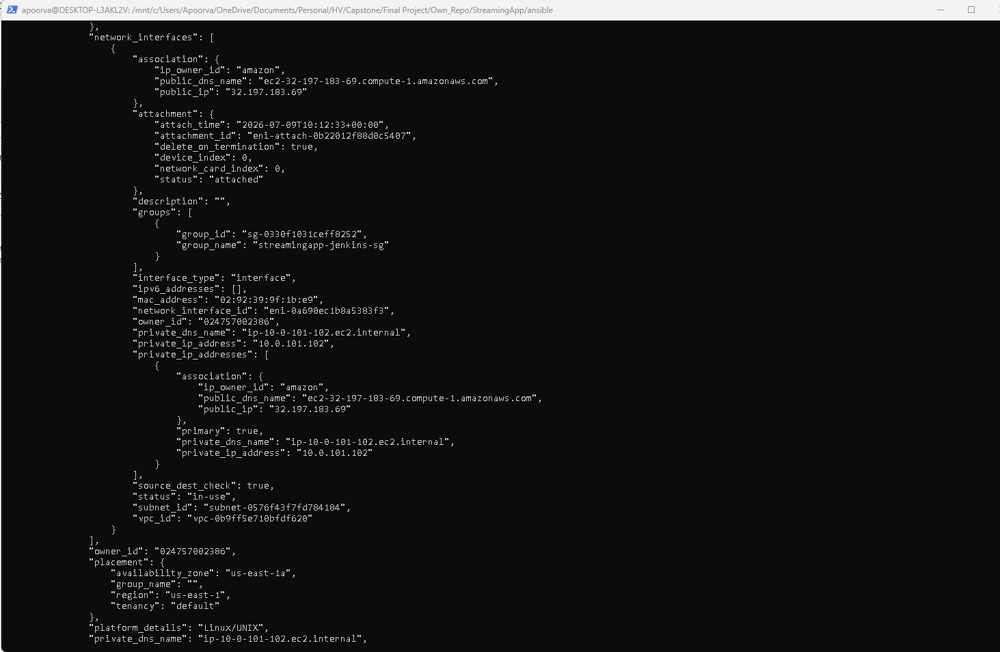 apoorva@DESKTOP-L3AKL2V: /mnt/c/Users/Apoorva/OneDrive/Documents/Personal/HV/Capstone/Final Project/Own_Repo/StreamingApp/ansible
},
"network_interfaces": [
{
"association": {
"ip_owner_id": "amazon",
"public_dns_name": "ec2-32-197-183-69.compute-1.amazonaws.com",
"public_ip": "32.197.183.69"
},
"attachment": {
"attach_time": "2026-07-09T10:12:33+00:00",
"attachment_id": "eni-attach-0b22012f88d0c5407",
"delete_on_termination": true,
"device_index": 0,
"network_card_index": 0,
"status": "attached"
},
"description": "",
"groups": [
{
"group_id": "sg-0330f1031ceff8252",
"group_name": "streamingapp-jenkins-sg"
}
],
"interface_type": "interface",
"ipv6_addresses": [],
"mac_address": "02:92:39:9f:1b:e9",
"network_interface_id": "eni-0a690ec1b8a5383f3",
"owner_id": "024757002386",
"private_dns_name": "ip-10-0-101-102.ec2.internal",
"private_ip_address": "10.0.101.102",
"private_ip_addresses": [
{
"association": {
"ip_owner_id": "amazon",
"public_dns_name": "ec2-32-197-183-69.compute-1.amazonaws.com",
"public_ip": "32.197.183.69"
},
"primary": true,
"private_dns_name": "ip-10-0-101-102.ec2.internal",
"private_ip_address": "10.0.101.102"
}
],
"source_dest_check": true,
"status": "in-use",
"subnet_id": "subnet-0576f43f7fd784184",
"vpc_id": "vpc-0b9ff5e710bfdf620"
}
],
"owner_id": "024757002386",
"placement": {
"availability_zone": "us-east-1a",
"group_name": "",
"region": "us-east-1",
"tenancy": "default"
},
"platform_details": "Linux/UNIX",
"private_dns_name": "ip-10-0-101-102.ec2.internal",